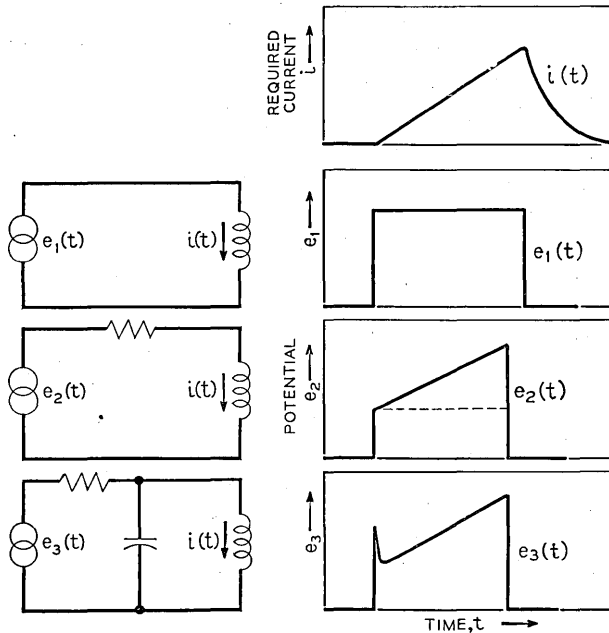 REQUIRED
CURRENT
i
i(t)
e₁(t)
i(t)
e₁
e₁(t)
e₂(t)
i(t)
POTENTIAL
e₂
e₂(t)
e₃(t)
i(t)
e₃
e₃(t)
TIME, t